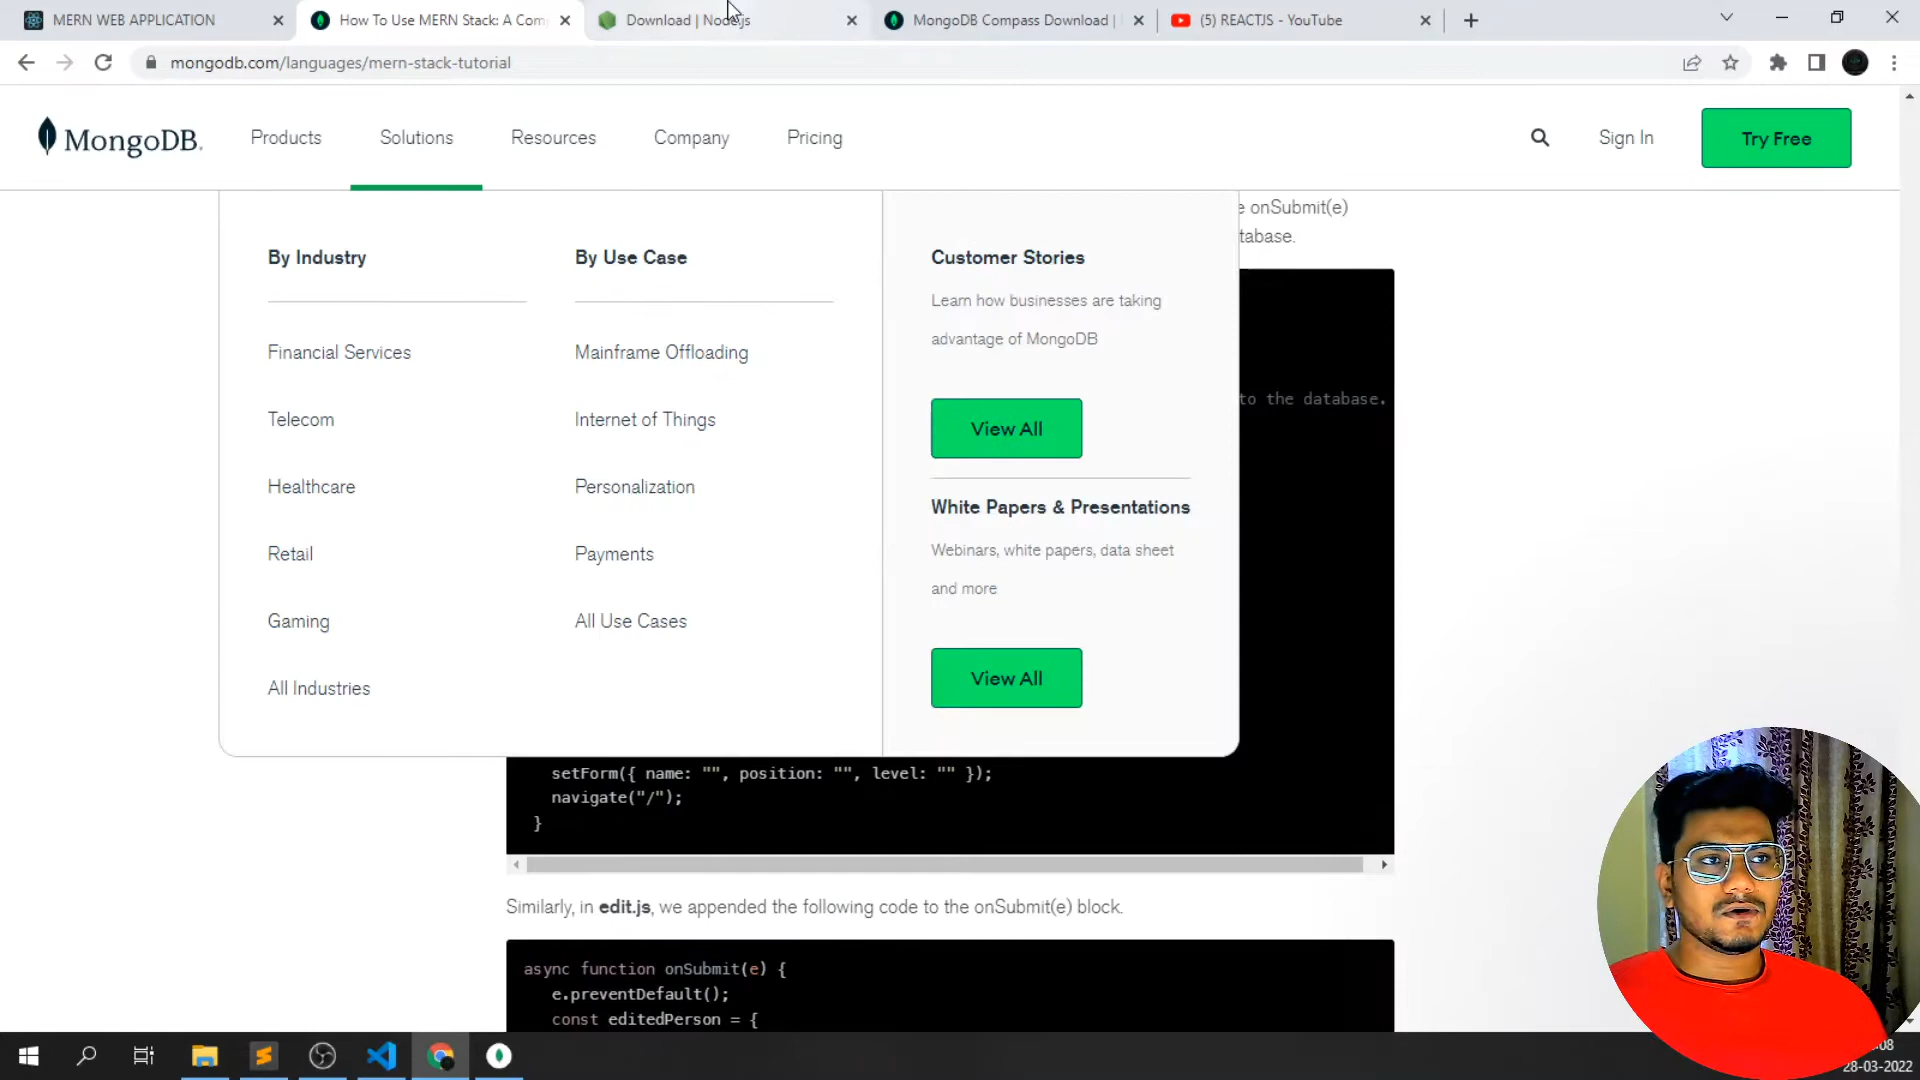 MERN WEB APPLICATION
How To Use MERN Stack: A Com
Download | Node.js
MongoDB Compass Download |
(5) REACTJS - YouTube
mongodb.com/languages/mern-stack-tutorial
MongoDB.
Products
Solutions
Resources
Company
Pricing
Sign In
Try Free
e onSubmit(e)
tabase.
By Industry
Financial Services
Telecom
Healthcare
Retail
Gaming
All Industries
By Use Case
Mainframe Offloading
Internet of Things
Personalization
Payments
All Use Cases
Customer Stories
Learn how businesses are taking
advantage of MongoDB
View All
White Papers & Presentations
Webinars, white papers, data sheet
and more
View All
to the database.
setForm({ name: "", position: "", level: "" });
navigate("/");
}
Similarly, in edit.js, we appended the following code to the onSubmit(e) block.
async function onSubmit(e) {
e.preventDefault();
const editedPerson = {
:08
28-03-2022